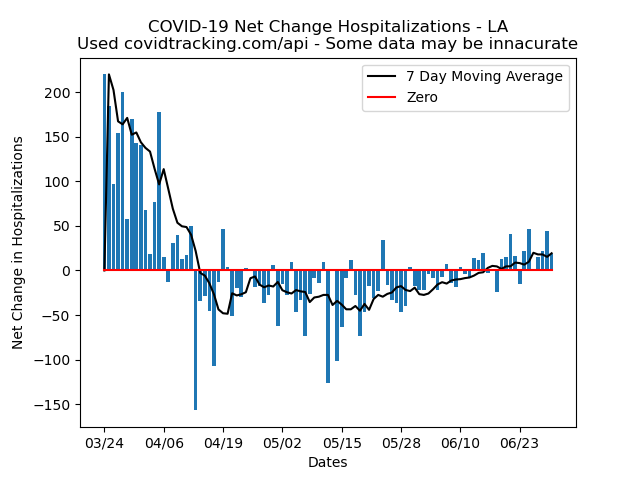 COVID-19 Net Change Hospitalizations - LA
Used covidtracking.com/api - Some data may be innacurate
7 Day Moving Average
Zero
Net Change in Hospitalizations
200
150
100
50
0
−50
−100
−150
03/24 04/06 04/19 05/02 05/15 05/28 06/10 06/23
Dates